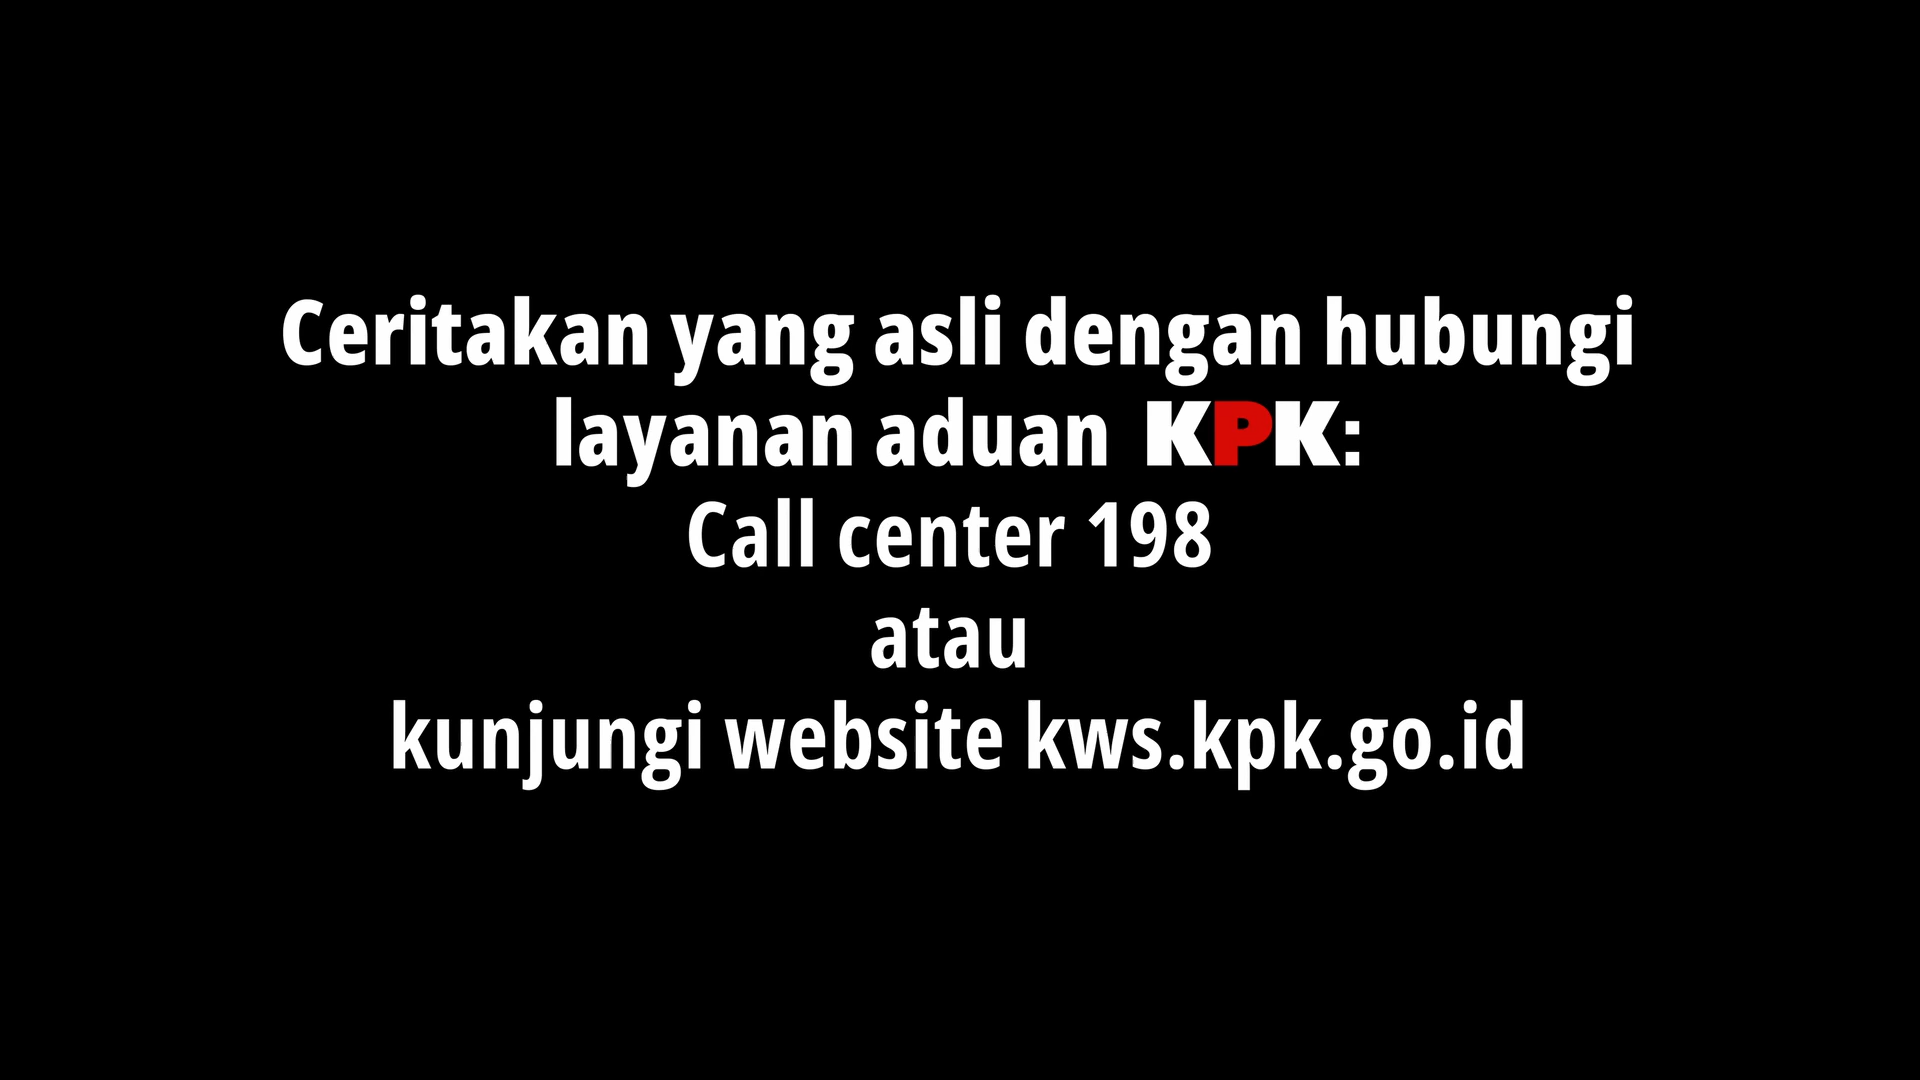 Ceritakan yang asli dengan hubungi
layanan aduan KPK:
Call center 198
atau
kunjungi website kws.kpk.go.id